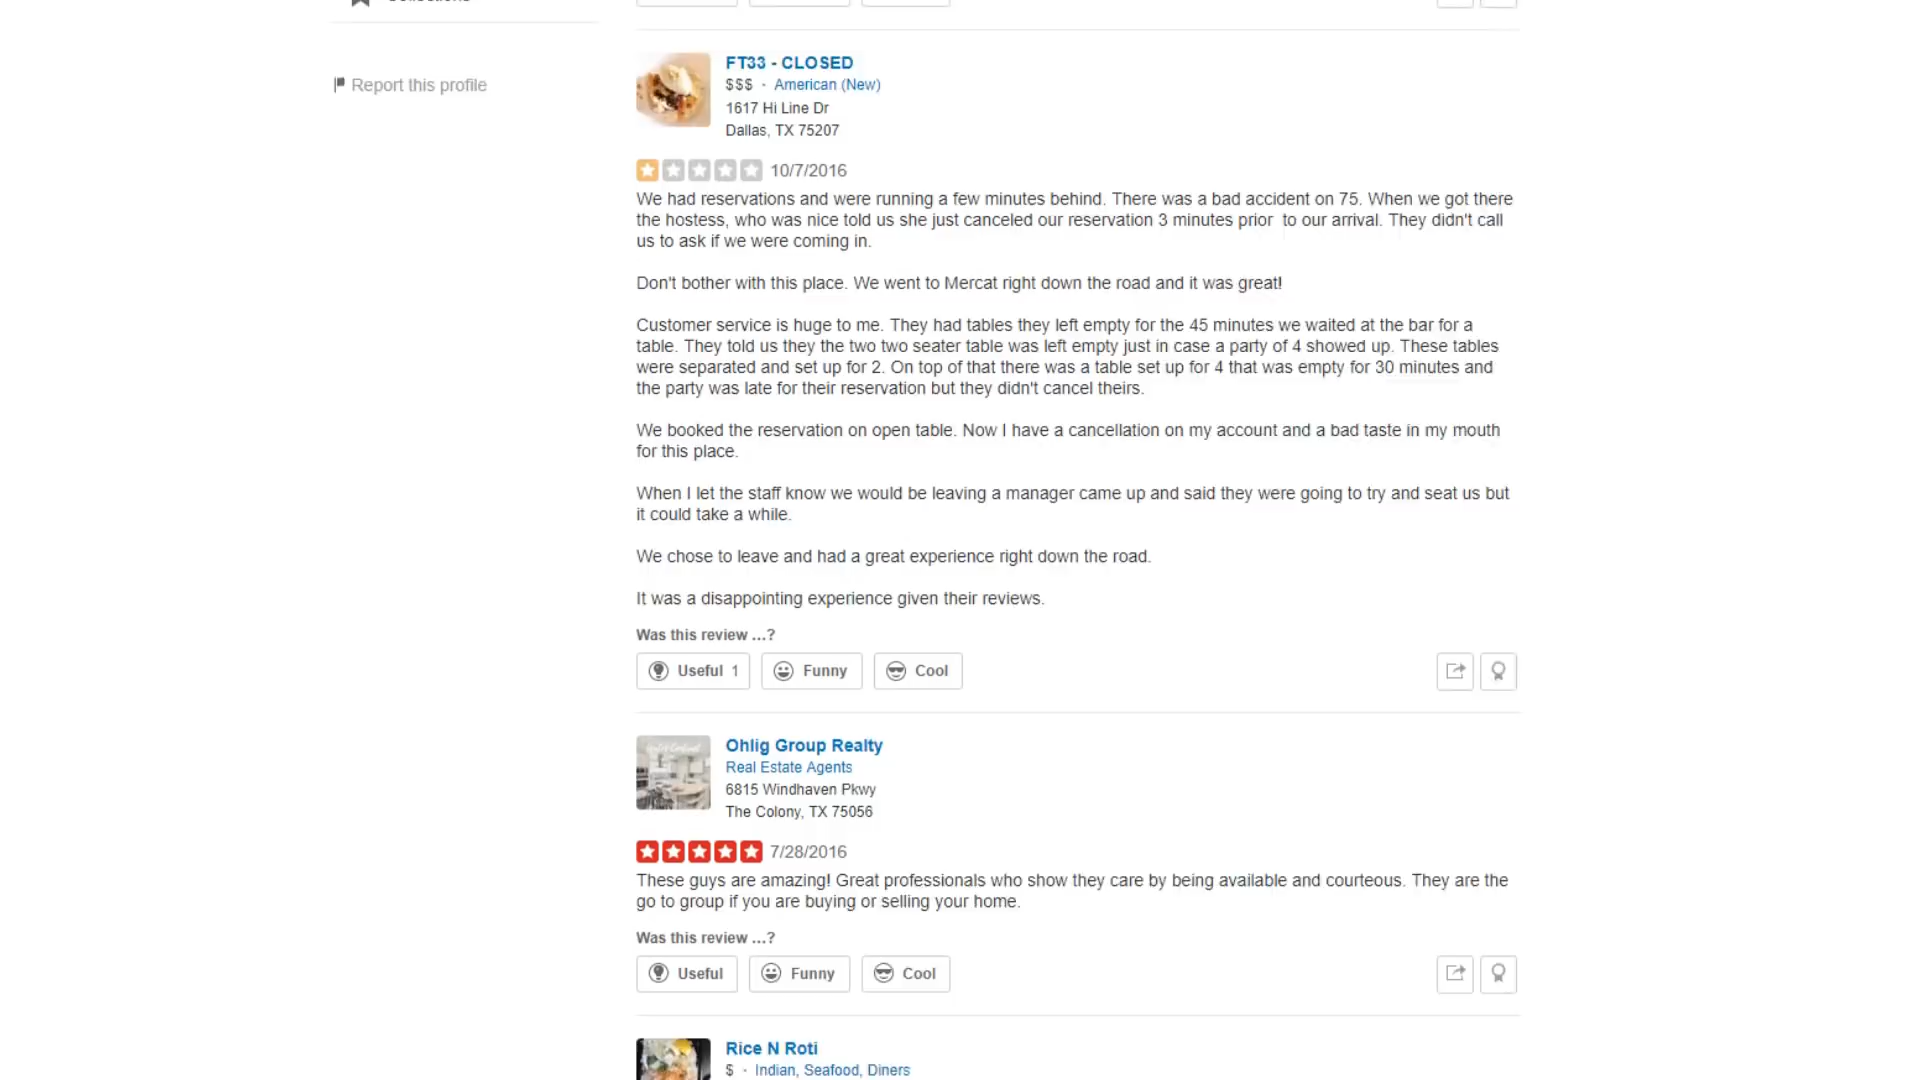 Report this profile
FT33 - CLOSED
$$$ · American (New)
1617 Hi Line Dr
Dallas, TX 75207
10/7/2016
We had reservations and were running a few minutes behind. There was a bad accident on 75. When we got there
the hostess, who was nice told us she just canceled our reservation 3 minutes prior  to our arrival. They didn't call
us to ask if we were coming in.
Don't bother with this place. We went to Mercat right down the road and it was great!
Customer service is huge to me. They had tables they left empty for the 45 minutes we waited at the bar for a
table. They told us they the two two seater table was left empty just in case a party of 4 showed up. These tables
were separated and set up for 2. On top of that there was a table set up for 4 that was empty for 30 minutes and
the party was late for their reservation but they didn't cancel theirs.
We booked the reservation on open table. Now I have a cancellation on my account and a bad taste in my mouth
for this place.
When I let the staff know we would be leaving a manager came up and said they were going to try and seat us but
it could take a while.
We chose to leave and had a great experience right down the road.
It was a disappointing experience given their reviews.
Was this review ...?
Useful 1 Funny Cool
Ohlig Group Realty
Real Estate Agents
6815 Windhaven Pkwy
The Colony, TX 75056
7/28/2016
These guys are amazing! Great professionals who show they care by being available and courteous. They are the
go to group if you are buying or selling your home.
Was this review ...?
Useful Funny Cool
Rice N Roti
$ · Indian, Seafood, Diners